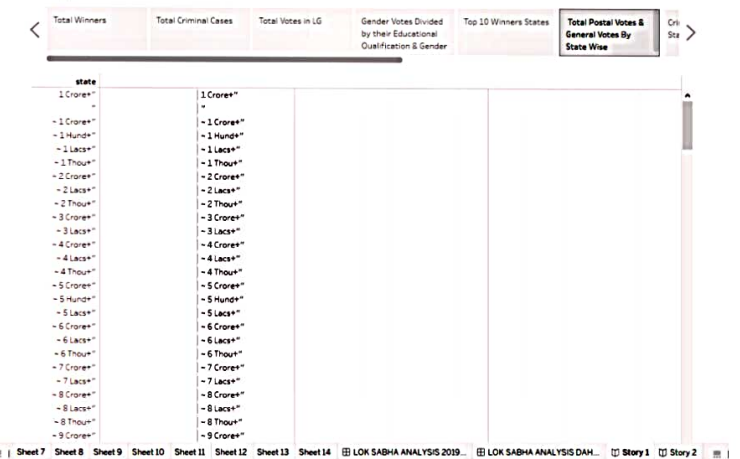 Total Winners
Total Criminal Cases
Total Votes in LG
Gender Votes Divided
by their Educational
Qualification & Gender
Top 10 Winners States
Total Postal Votes &
General Votes By
State Wise
state
1 Crore+" 1 Crore+"
" "
~ 1 Crore+" ~ 1 Crore+"
~ 1 Hund+" ~ 1 Hund+"
~ 1 Lacs+" ~ 1 Lacs+"
~ 1 Thou+" ~ 1 Thou+"
~ 2 Crore+" ~ 2 Crore+"
~ 2 Lacs+" ~ 2 Lacs+"
~ 2 Thou+" ~ 2 Thou+"
~ 3 Crore+" ~ 3 Crore+"
~ 3 Lacs+" ~ 3 Lacs+"
~ 4 Crore+" ~ 4 Crore+"
~ 4 Lacs+" ~ 4 Lacs+"
~ 4 Thou+" ~ 4 Thou+"
~ 5 Crore+" ~ 5 Crore+"
~ 5 Hund+" ~ 5 Hund+"
~ 5 Lacs+" ~ 5 Lacs+"
~ 6 Crore+" ~ 6 Crore+"
~ 6 Lacs+" ~ 6 Lacs+"
~ 6 Thou+" ~ 6 Thou+"
~ 7 Crore+" ~ 7 Crore+"
~ 7 Lacs+" ~ 7 Lacs+"
~ 8 Crore+" ~ 8 Crore+"
~ 8 Lacs+" ~ 8 Lacs+"
~ 8 Thou+" ~ 8 Thou+"
~ 9 Crore+" ~ 9 Crore+"
Sheet 7 Sheet 8 Sheet 9 Sheet 10 Sheet 11 Sheet 12 Sheet 13 Sheet 14 LOK SABHA ANALYSIS 2019... LOK SABHA ANALYSIS DAH... Story 1 Story 2